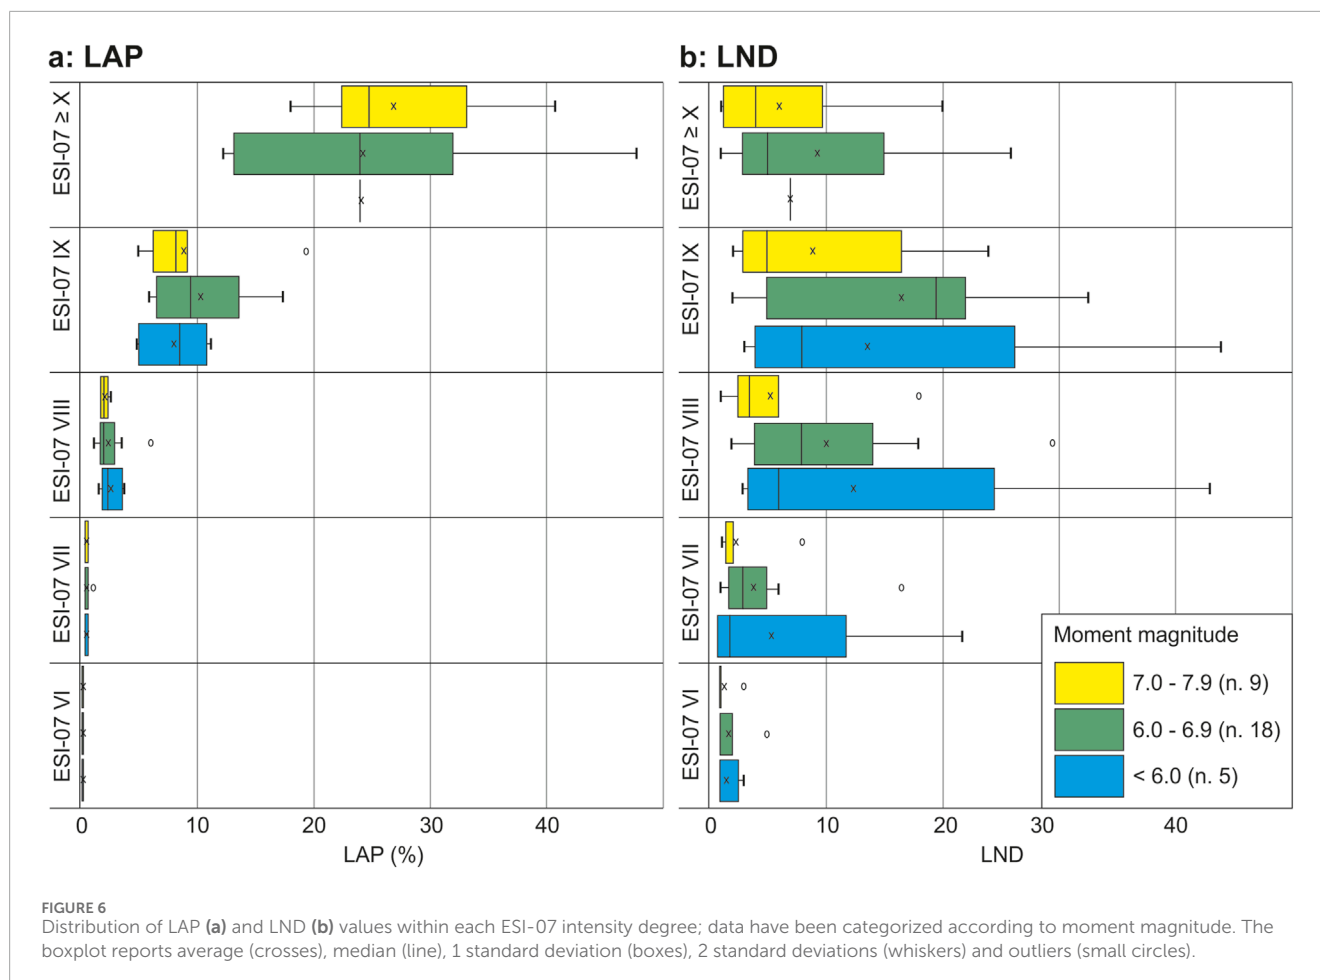 a: LAP
b: LND
ESI-07 ≥ X
ESI-07 IX
ESI-07 VIII
ESI-07 VII
ESI-07 VI
0 10 20 30 40
LAP (%)
ESI-07 ≥ X
ESI-07 IX
ESI-07 VIII
ESI-07 VII
ESI-07 VI
0 10 20 30 40
LND
Moment magnitude
7.0 - 7.9 (n. 9)
6.0 - 6.9 (n. 18)
< 6.0 (n. 5)
FIGURE 6
Distribution of LAP (a) and LND (b) values within each ESI-07 intensity degree; data have been categorized according to moment magnitude. The
boxplot reports average (crosses), median (line), 1 standard deviation (boxes), 2 standard deviations (whiskers) and outliers (small circles).